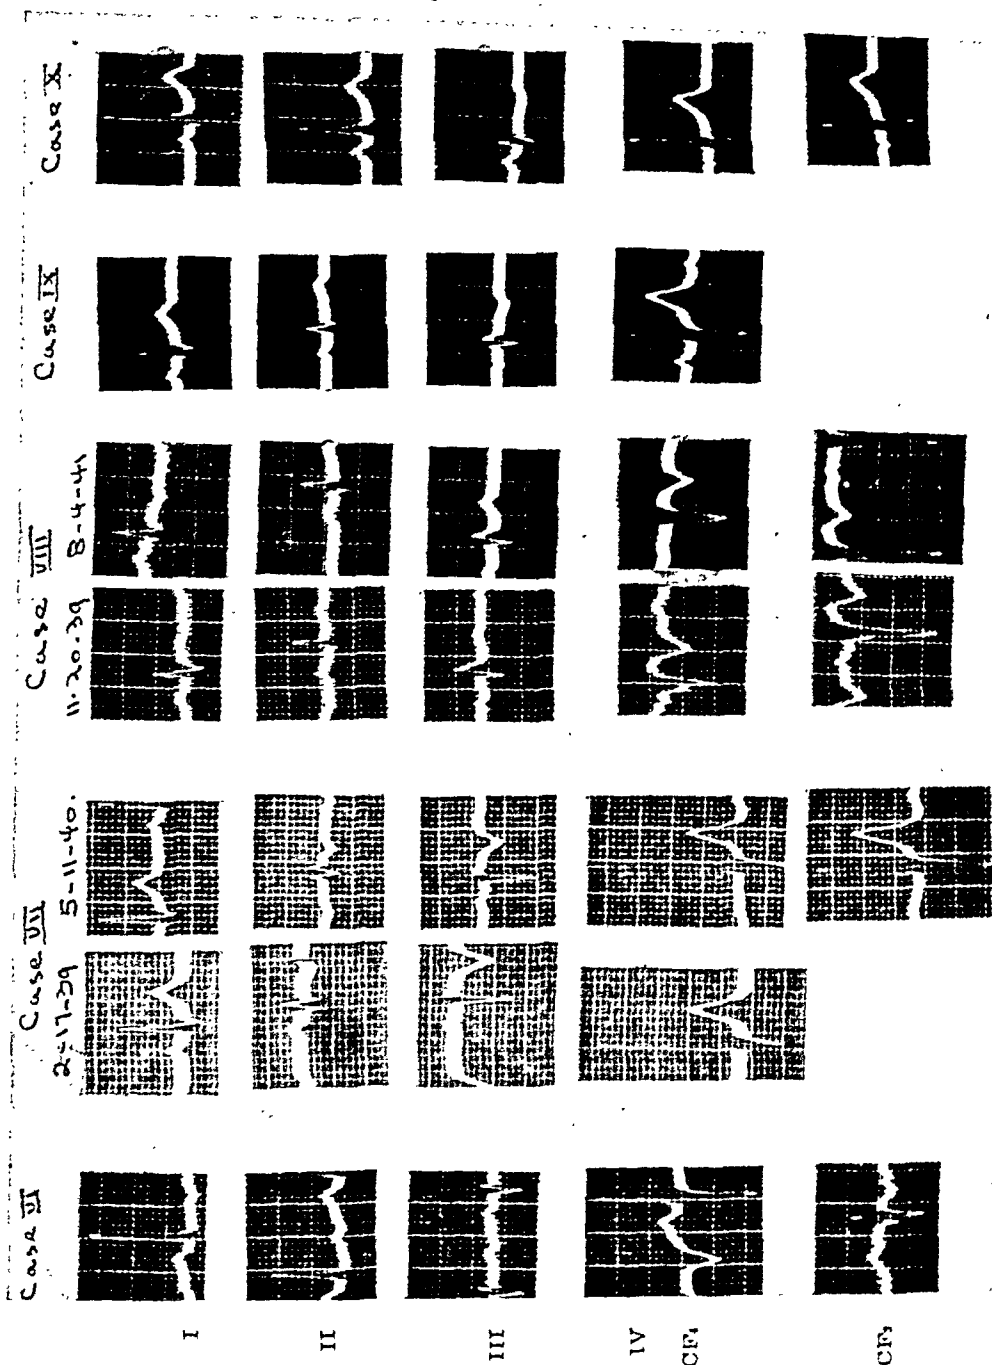 Case VI
Case VII
2-17-39
5-11-40.
Case VIII
11-20-39
8-4-41
Case IX
Case X
I
II
III
IV
CF₄
CF₂